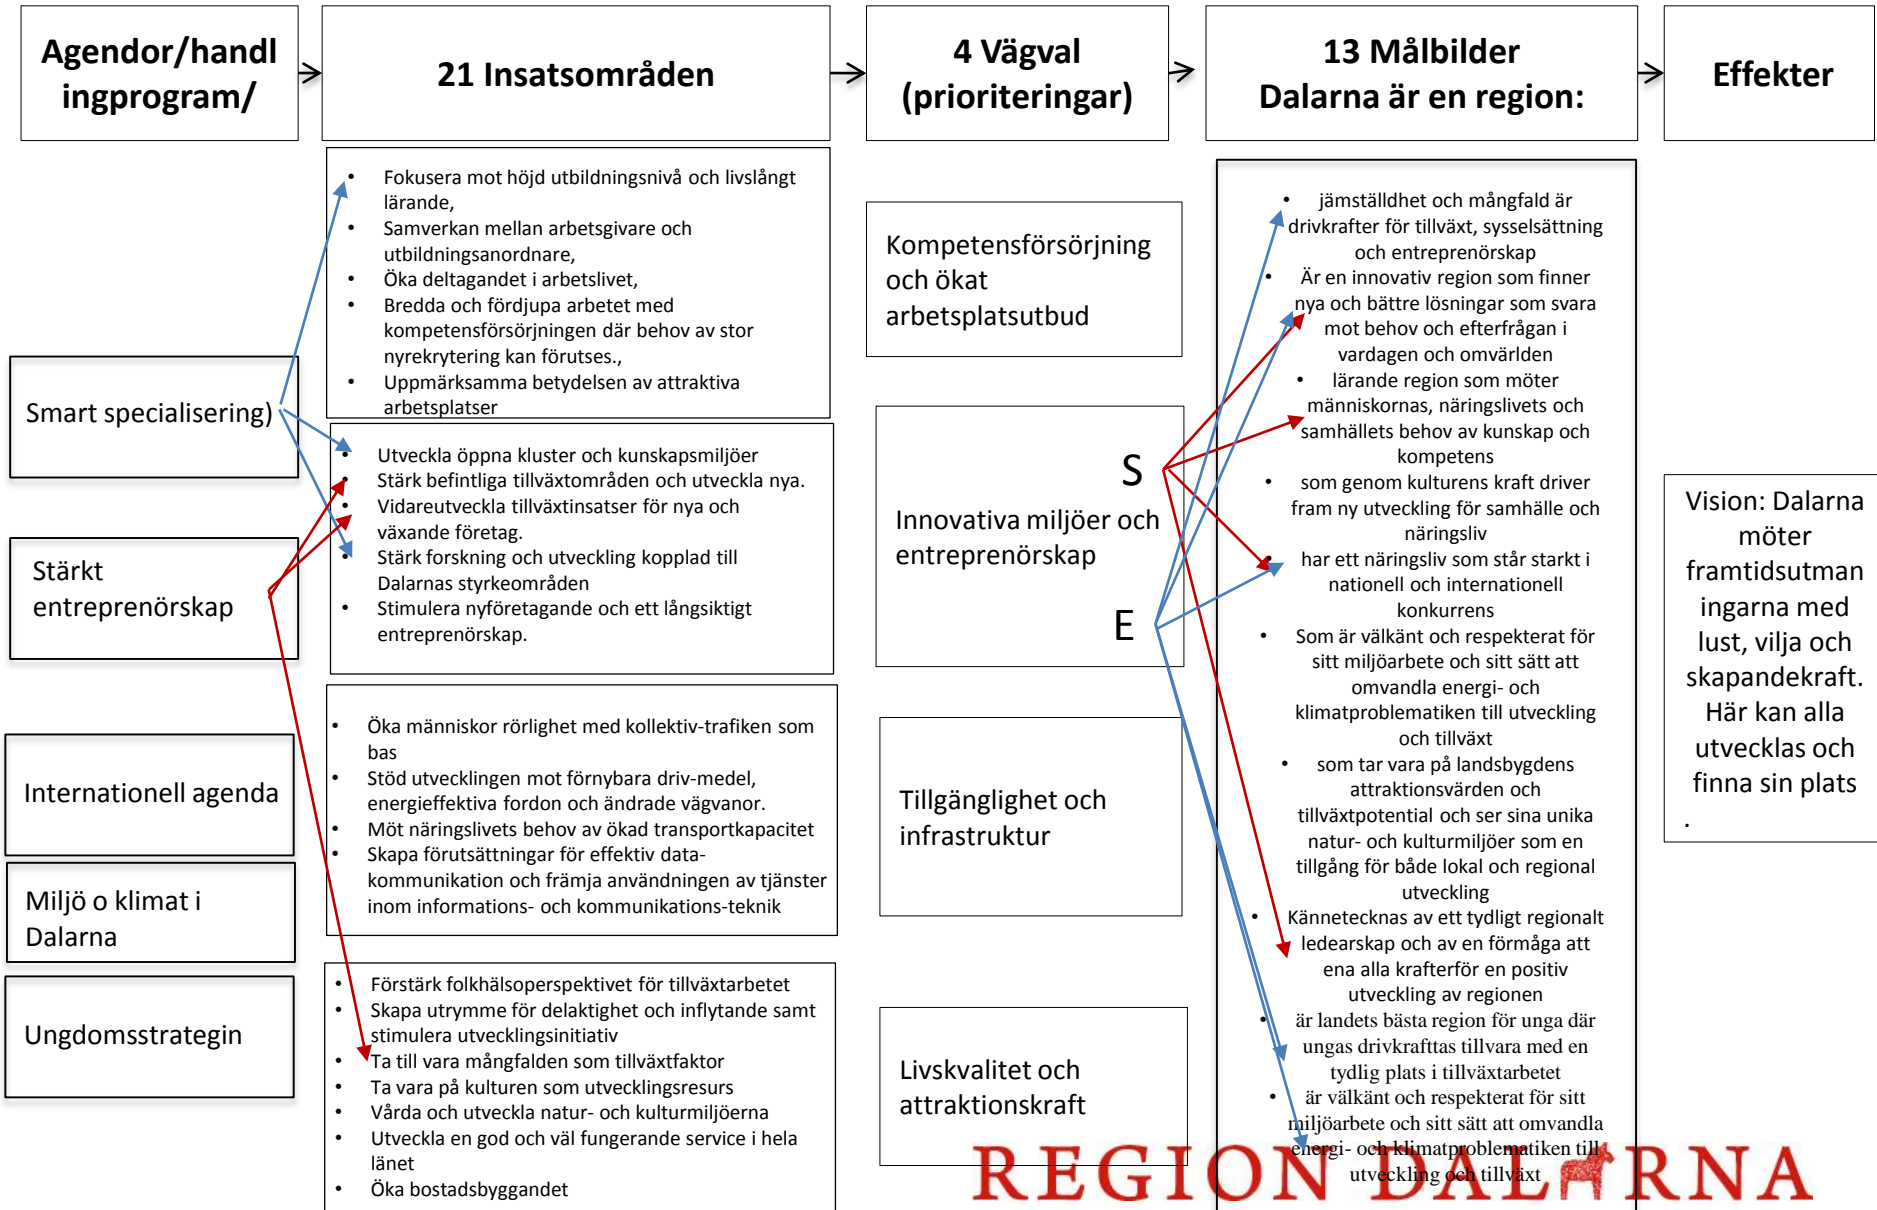 Agendor/handl
ingprogram/
21 Insatsområden
4 Vägval
(prioriteringar)
13 Målbilder
Dalarna är en region:
Effekter
Smart specialisering)
Stärkt
entreprenörskap
Internationell agenda
Miljö o klimat i
Dalarna
Ungdomsstrategin
• Fokusera mot höjd utbildningsnivå och livslångt
lärande,
• Samverkan mellan arbetsgivare och
utbildningsanordnare,
• Öka deltagandet i arbetslivet,
• Bredda och fördjupa arbetet med
kompetensförsörjningen där behov av stor
nyrekrytering kan förutses.,
• Uppmärksamma betydelsen av attraktiva
arbetsplatser
• Utveckla öppna kluster och kunskapsmiljöer
• Stärk befintliga tillväxtområden och utveckla nya.
• Vidareutveckla tillväxtinsatser för nya och
växande företag.
• Stärk forskning och utveckling kopplad till
Dalarnas styrkeområden
• Stimulera nyföretagande och ett långsiktigt
entreprenörskap.
• Öka människor rörlighet med kollektiv-trafiken som
bas
• Stöd utvecklingen mot förnybara driv-medel,
energieffektiva fordon och ändrade vägvanor.
• Möt näringslivets behov av ökad transportkapacitet
• Skapa förutsättningar för effektiv data-
kommunikation och främja användningen av tjänster
inom informations- och kommunikations-teknik
• Förstärk folkhälsoperspektivet för tillväxtarbetet
• Skapa utrymme för delaktighet och inflytande samt
stimulera utvecklingsinitiativ
• Ta till vara mångfalden som tillväxtfaktor
• Ta vara på kulturen som utvecklingsresurs
• Vårda och utveckla natur- och kulturmiljöerna
• Utveckla en god och väl fungerande service i hela
länet
• Öka bostadsbyggandet
Kompetensförsörjning
och ökat
arbetsplatsutbud
S
Innovativa miljöer och
entreprenörskap
E
Tillgänglighet och
infrastruktur
Livskvalitet och
attraktionskraft
• jämställdhet och mångfald är
drivkrafter för tillväxt, sysselsättning
och entreprenörskap
• Är en innovativ region som finner
nya och bättre lösningar som svara
mot behov och efterfrågan i
vardagen och omvärlden
• lärande region som möter
människornas, näringslivets och
samhällets behov av kunskap och
kompetens
• som genom kulturens kraft driver
fram ny utveckling för samhälle och
näringsliv
• har ett näringsliv som står starkt i
nationell och internationell
konkurrens
• Som är välkänt och respekterat för
sitt miljöarbete och sitt sätt att
omvandla energi- och
klimatproblematiken till utveckling
och tillväxt
• som tar vara på landsbygdens
attraktionsvärden och
tillväxtpotential och ser sina unika
natur- och kulturmiljöer som en
tillgång för både lokal och regional
utveckling
• Kännetecknas av ett tydligt regionalt
ledearskap och av en förmåga att
ena alla krafterför en positiv
utveckling av regionen
• är landets bästa region för unga där
ungas drivkrafttas tillvara med en
tydlig plats i tillväxtarbetet
• är välkänt och respekterat för sitt
miljöarbete och sitt sätt att omvandla
energi- och klimatproblematiken till
utveckling och tillväxt
Vision: Dalarna
möter
framtidsutman
ingarna med
lust, vilja och
skapandekraft.
Här kan alla
utvecklas och
finna sin plats
.
REGION DALARNA